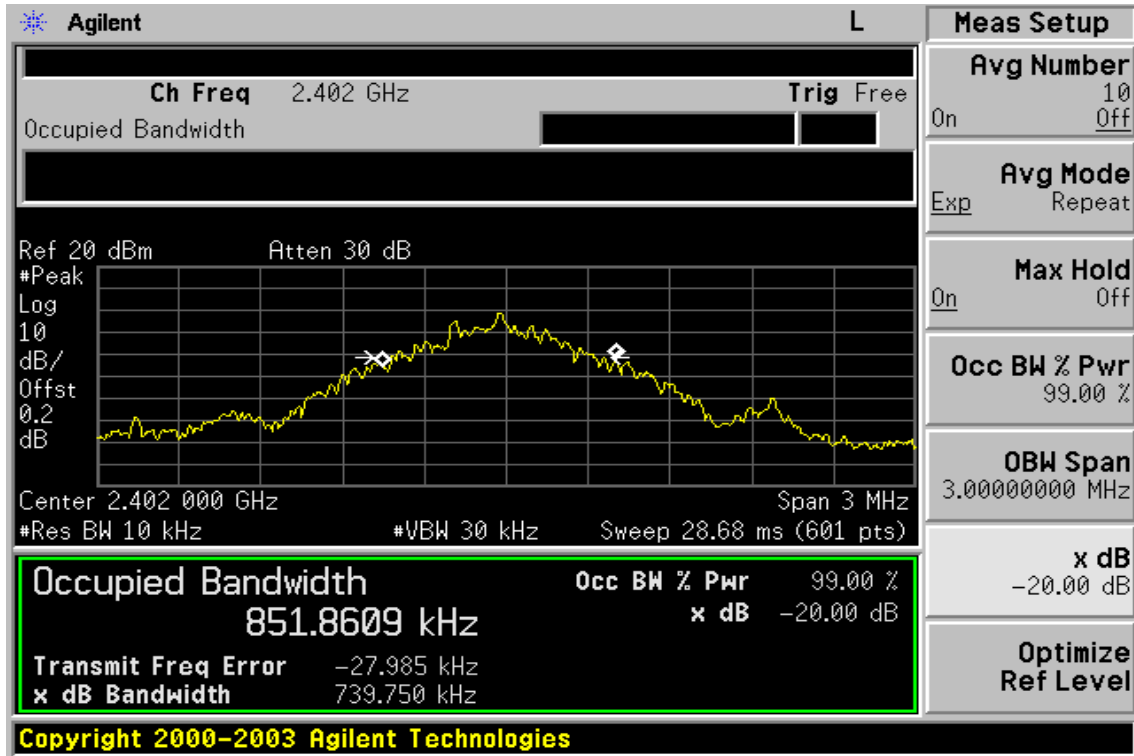 Agilent L
Ch Freq 2.402 GHz Trig Free
Occupied Bandwidth
Ref 20 dBm Atten 30 dB
#Peak
Log
10
dB/
Offst
0.2
dB
Center 2.402 000 GHz Span 3 MHz
#Res BW 10 kHz #VBW 30 kHz Sweep 28.68 ms (601 pts)
Occupied Bandwidth Occ BW % Pwr 99.00 %
851.8609 kHz x dB -20.00 dB
Transmit Freq Error -27.985 kHz
x dB Bandwidth 739.750 kHz
Copyright 2000-2003 Agilent Technologies
Meas Setup
Avg Number
10
On Off
Avg Mode
Exp Repeat
Max Hold
On Off
Occ BW % Pwr
99.00 %
OBW Span
3.00000000 MHz
x dB
-20.00 dB
Optimize
Ref Level